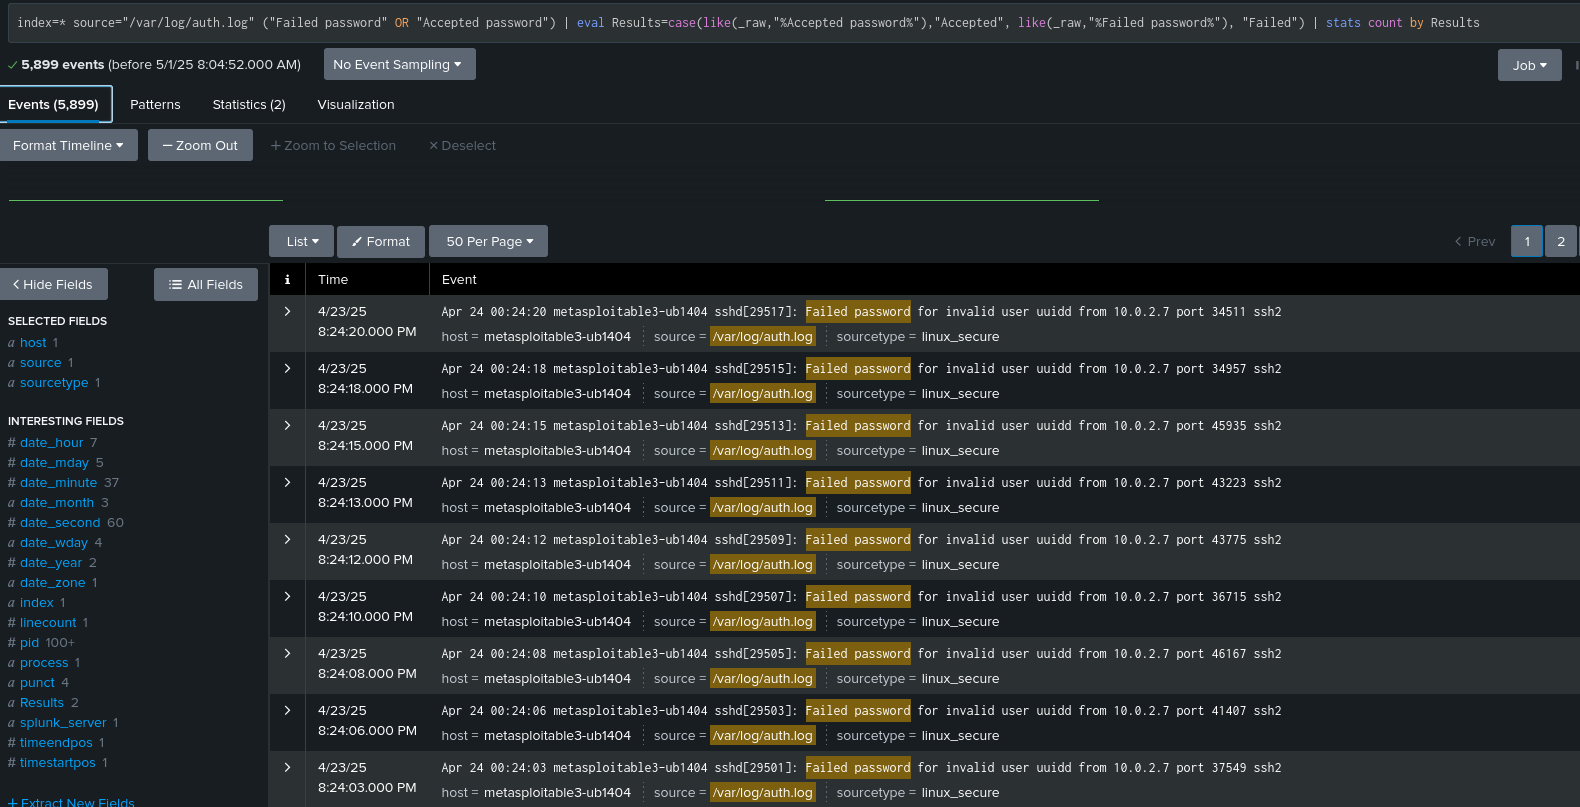 index=* source="/var/log/auth.log" ("Failed password" OR "Accepted password") | eval Results=case(like(_raw,"%Accepted password%"),"Accepted", like(_raw,"%Failed password%"), "Failed") | stats count by Results
5,899 events (before 5/1/25 8:04:52.000 AM) No Event Sampling Job
Events (5,899) Patterns Statistics (2) Visualization
Format Timeline — Zoom Out + Zoom to Selection × Deselect
List Format 50 Per Page < Prev 1 2
< Hide Fields All Fields
i Time Event
SELECTED FIELDS
a host 1
a source 1
a sourcetype 1
INTERESTING FIELDS
# date_hour 7
# date_mday 5
# date_minute 37
a date_month 3
# date_second 60
a date_wday 4
# date_year 2
a date_zone 1
a index 1
# linecount 1
# pid 100+
a process 1
a punct 4
a Results 2
a splunk_server 1
# timeendpos 1
# timestartpos 1
+ Extract New Fields
> 4/23/25 Apr 24 00:24:20 metasploitable3-ub1404 sshd[29517]: Failed password for invalid user uuidd from 10.0.2.7 port 34511 ssh2
8:24:20.000 PM host = metasploitable3-ub1404 source = /var/log/auth.log sourcetype = linux_secure
> 4/23/25 Apr 24 00:24:18 metasploitable3-ub1404 sshd[29515]: Failed password for invalid user uuidd from 10.0.2.7 port 34957 ssh2
8:24:18.000 PM host = metasploitable3-ub1404 source = /var/log/auth.log sourcetype = linux_secure
> 4/23/25 Apr 24 00:24:15 metasploitable3-ub1404 sshd[29513]: Failed password for invalid user uuidd from 10.0.2.7 port 45935 ssh2
8:24:15.000 PM host = metasploitable3-ub1404 source = /var/log/auth.log sourcetype = linux_secure
> 4/23/25 Apr 24 00:24:13 metasploitable3-ub1404 sshd[29511]: Failed password for invalid user uuidd from 10.0.2.7 port 43223 ssh2
8:24:13.000 PM host = metasploitable3-ub1404 source = /var/log/auth.log sourcetype = linux_secure
> 4/23/25 Apr 24 00:24:12 metasploitable3-ub1404 sshd[29509]: Failed password for invalid user uuidd from 10.0.2.7 port 43775 ssh2
8:24:12.000 PM host = metasploitable3-ub1404 source = /var/log/auth.log sourcetype = linux_secure
> 4/23/25 Apr 24 00:24:10 metasploitable3-ub1404 sshd[29507]: Failed password for invalid user uuidd from 10.0.2.7 port 36715 ssh2
8:24:10.000 PM host = metasploitable3-ub1404 source = /var/log/auth.log sourcetype = linux_secure
> 4/23/25 Apr 24 00:24:08 metasploitable3-ub1404 sshd[29505]: Failed password for invalid user uuidd from 10.0.2.7 port 46167 ssh2
8:24:08.000 PM host = metasploitable3-ub1404 source = /var/log/auth.log sourcetype = linux_secure
> 4/23/25 Apr 24 00:24:06 metasploitable3-ub1404 sshd[29503]: Failed password for invalid user uuidd from 10.0.2.7 port 41407 ssh2
8:24:06.000 PM host = metasploitable3-ub1404 source = /var/log/auth.log sourcetype = linux_secure
> 4/23/25 Apr 24 00:24:03 metasploitable3-ub1404 sshd[29501]: Failed password for invalid user uuidd from 10.0.2.7 port 37549 ssh2
8:24:03.000 PM host = metasploitable3-ub1404 source = /var/log/auth.log sourcetype = linux_secure